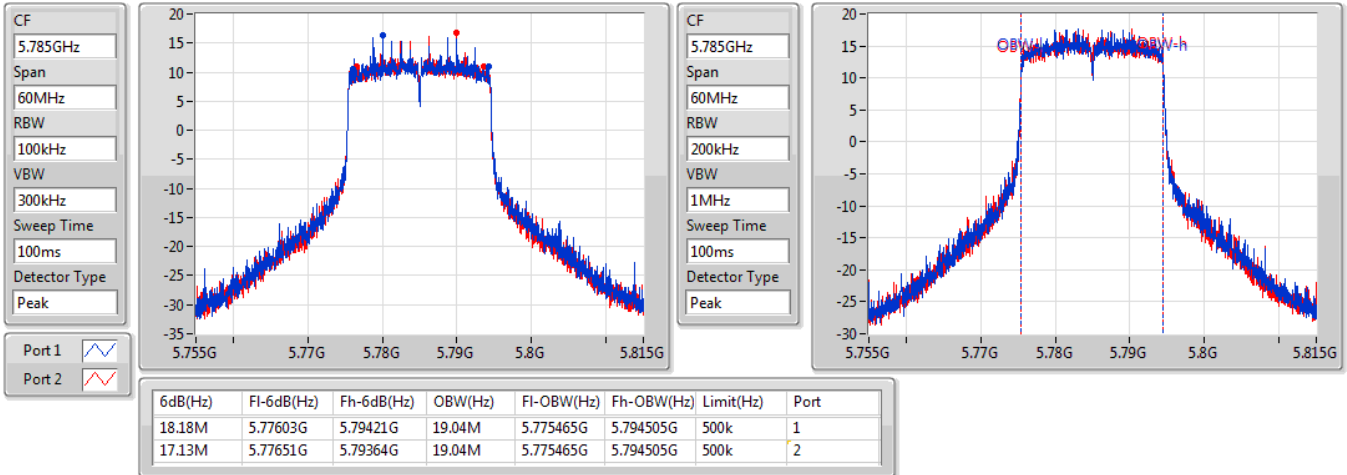 CF
5.785GHz
Span
60MHz
RBW
100kHz
VBW
300kHz
Sweep Time
100ms
Detector Type
Peak
Port 1
Port 2
20
15
10
5
0
-5
-10
-15
-20
-25
-30
-35
5.755G 5.77G 5.78G 5.79G 5.8G 5.815G
CF
5.785GHz
Span
60MHz
RBW
200kHz
VBW
1MHz
Sweep Time
100ms
Detector Type
Peak
20
15
10
5
0
-5
-10
-15
-20
-25
-30
OBW-h
5.755G 5.77G 5.78G 5.79G 5.8G 5.815G
6dB(Hz) Fl-6dB(Hz) Fh-6dB(Hz) OBW(Hz) Fl-OBW(Hz) Fh-OBW(Hz) Limit(Hz) Port
18.18M 5.77603G 5.79421G 19.04M 5.775465G 5.794505G 500k 1
17.13M 5.77651G 5.79364G 19.04M 5.775465G 5.794505G 500k 2